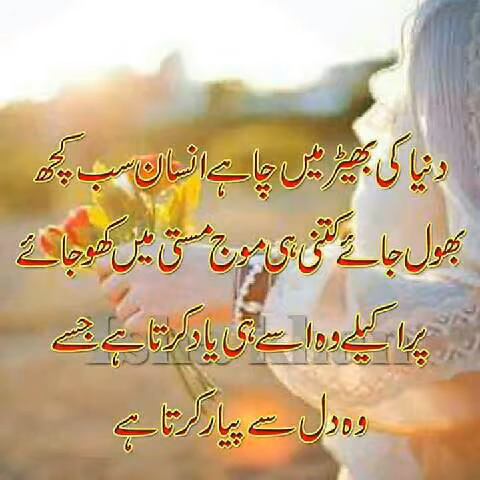 دنیا کی بھیڑ میں چاہے انسان سب کچھ
بھول جائے کتنی ہی موج مستی میں کھو جائے
پر اکیلے وہ اسے ہی یاد کرتا ہے جسے
وہ دل سے پیار کرتا ہے